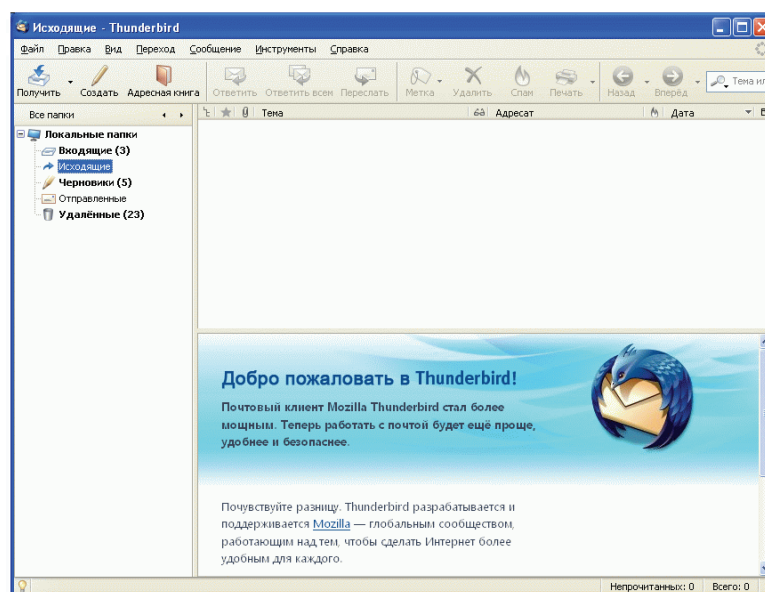 Исходящие - Thunderbird
Файл Правка Вид Переход Сообщение Инструменты Справка
Получить Создать Адресная книга Ответить Ответить всем Переслать Метка Удалить Спам Печать Назад Вперёд Тема
Все папки Тема Адресат Дата
Локальные папки
Входящие (3)
Исходящие
Черновики (5)
Отправленные
Удалённые (23)
Добро пожаловать в Thunderbird!
Почтовый клиент Mozilla Thunderbird стал более
мощным. Теперь работать с почтой будет ещё проще,
удобнее и безопаснее.
Почувствуйте разницу. Thunderbird разрабатывается и
поддерживается Mozilla — глобальным сообществом,
работающим над тем, чтобы сделать Интернет более
удобным для каждого.
Непрочитанных: 0 Всего: 0